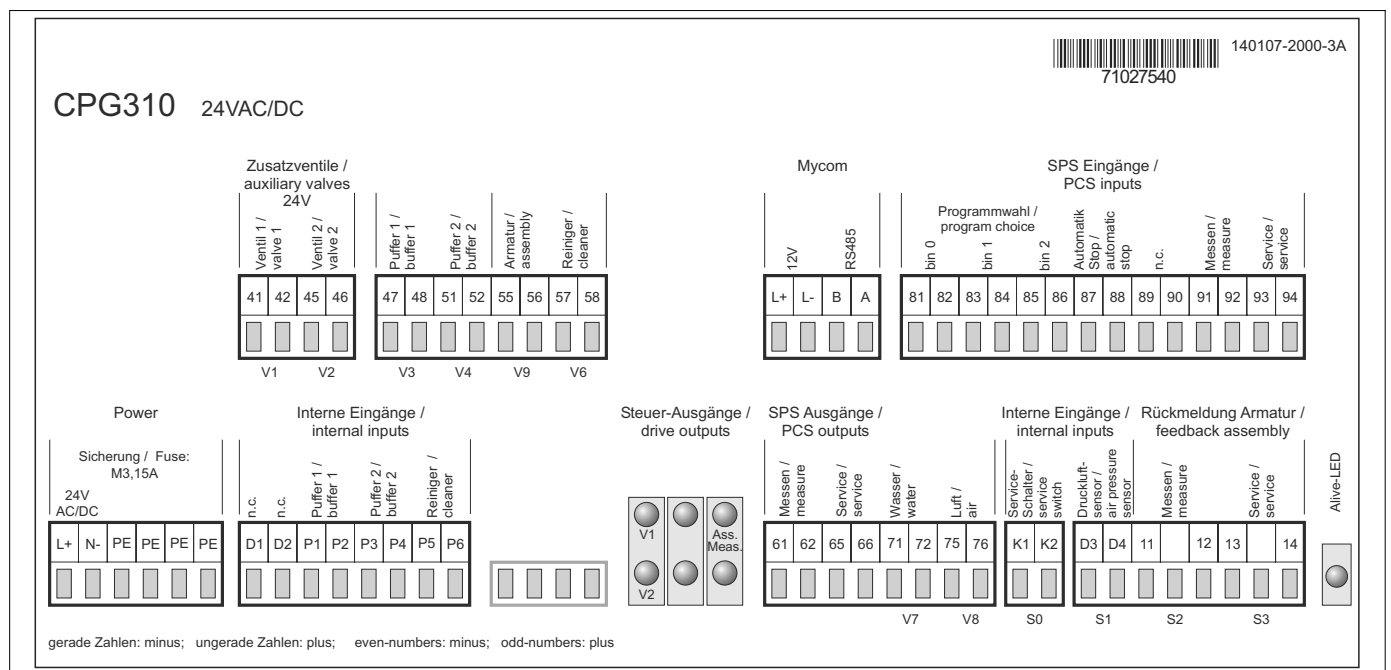 140107-2000-3A
71027540
CPG310 24VAC/DC
Zusatzventile /
auxiliary valves
24V
Ventil 1 /
valve 1
Ventil 2 /
valve 2
Puffer 1 /
buffer 1
Puffer 2 /
buffer 2
Armatur /
assembly
Reiniger /
cleaner
Mycom
12V
RS485
SPS Eingänge /
PCS inputs
Programmwahl /
program choice
bin 0
bin 1
bin 2
Automatik
Stop /
automatic
stop
n.c.
Messen /
measure
Service /
service
41 42 45 46
47 48 51 52 55 56 57 58
L+ L- B A
81 82 83 84 85 86 87 88 89 90 91 92 93 94
V1 V2 V3 V4 V9 V6
Power
Sicherung / Fuse:
M3,15A
24V
AC/DC
Interne Eingänge /
internal inputs
n.c.
n.c.
Puffer 1 /
buffer 1
Puffer 2 /
buffer 2
Reiniger /
cleaner
Steuer-Ausgänge /
drive outputs
V1
Ass.
Meas.
V2
SPS Ausgänge /
PCS outputs
Messen /
measure
Service /
service
Wasser /
water
Luft /
air
Interne Eingänge /
internal inputs
Service-
Schalter /
service
switch
Druckluft-
sensor /
air pressure
sensor
Rückmeldung Armatur /
feedback assembly
Messen /
measure
Service /
service
Alive-LED
L+ N- PE PE PE PE
D1 D2 P1 P2 P3 P4 P5 P6
61 62 65 66 71 72 75 76
K1 K2
D3 D4 11 12 13 14
V7 V8 S0 S1 S2 S3
gerade Zahlen: minus; ungerade Zahlen: plus; even-numbers: minus; odd-numbers: plus